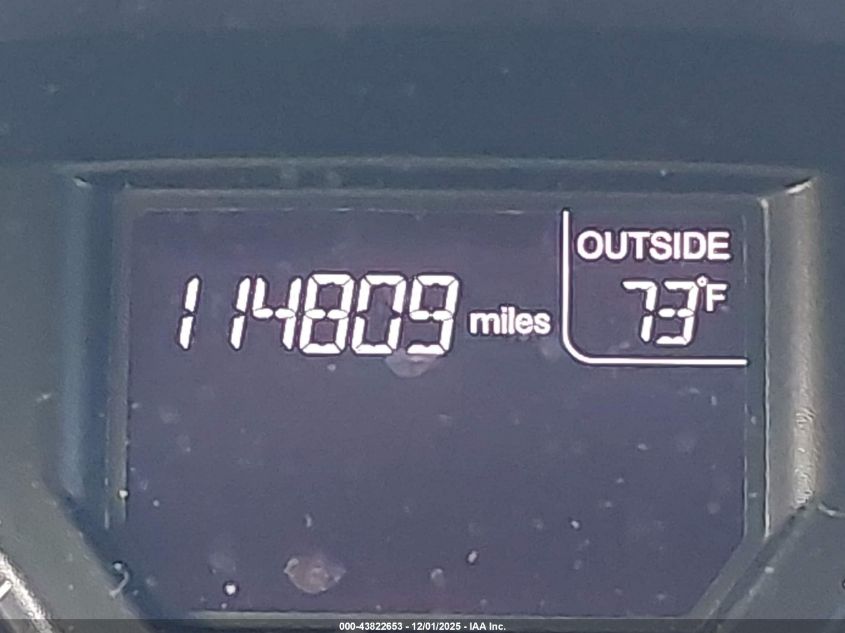 OUTSIDE
114809 miles
73°F
000-43822653 - 12/01/2025 - IAA Inc.